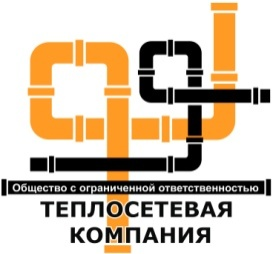 Общество с ограниченной ответственностью
ТЕПЛОСЕТЕВАЯ
КОМПАНИЯ